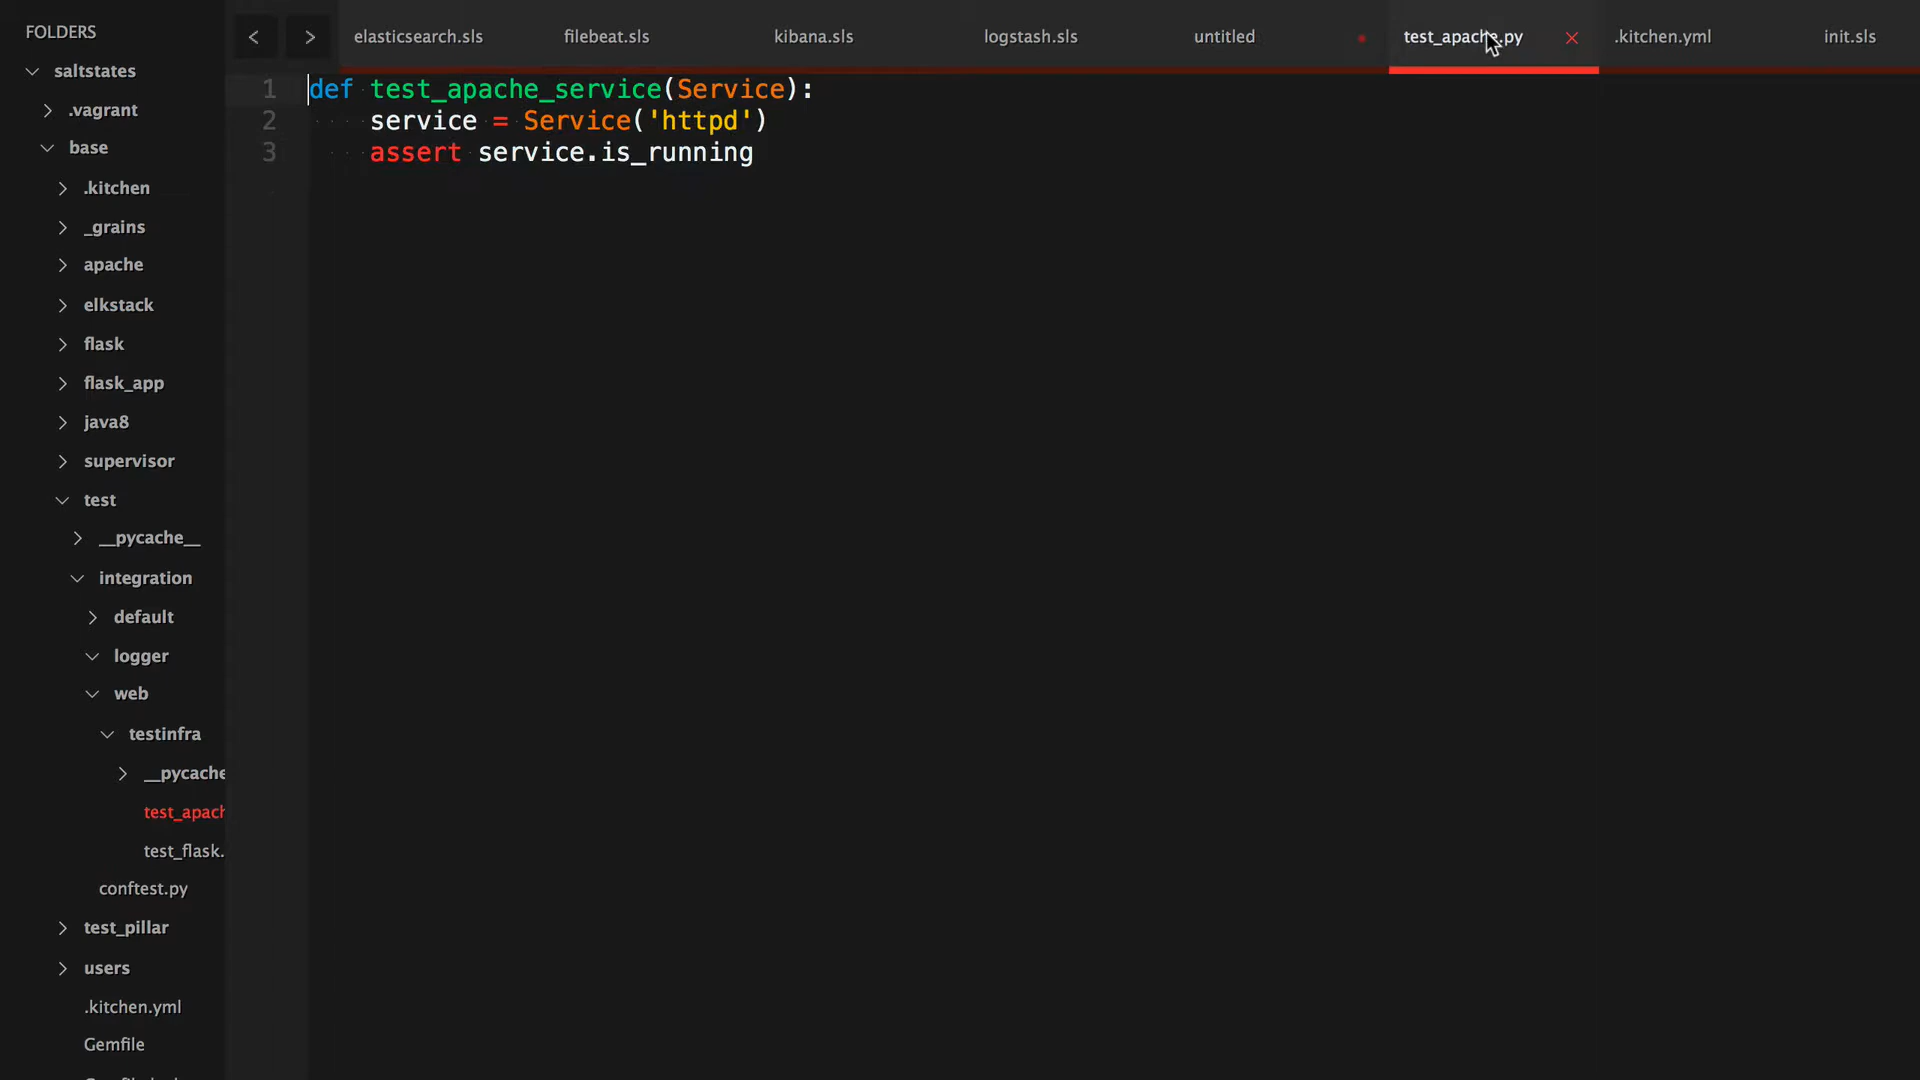 FOLDERS
saltstates
.vagrant
base
.kitchen
_grains
apache
elkstack
flask
flask_app
java8
supervisor
test
__pycache__
integration
default
logger
web
testinfra
__pycache
test_apach
test_flask.
conftest.py
test_pillar
users
.kitchen.yml
Gemfile
< > elasticsearch.sls filebeat.sls kibana.sls logstash.sls untitled test_apache.py × .kitchen.yml init.sls
1 def test_apache_service(Service):
2 service = Service('httpd')
3 assert service.is_running